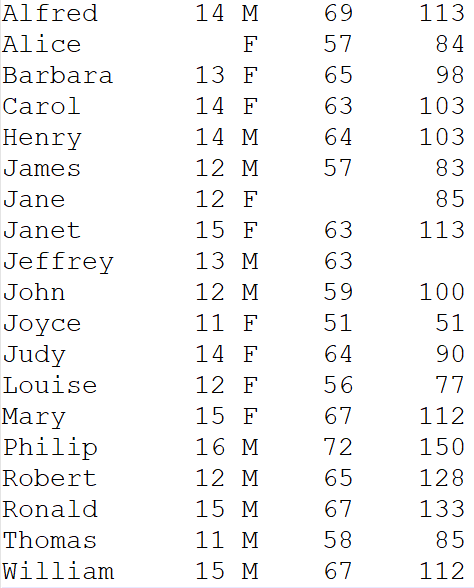 Alfred 14 M 69 113
Alice F 57 84
Barbara 13 F 65 98
Carol 14 F 63 103
Henry 14 M 64 103
James 12 M 57 83
Jane 12 F 85
Janet 15 F 63 113
Jeffrey 13 M 63
John 12 M 59 100
Joyce 11 F 51 51
Judy 14 F 64 90
Louise 12 F 56 77
Mary 15 F 67 112
Philip 16 M 72 150
Robert 12 M 65 128
Ronald 15 M 67 133
Thomas 11 M 58 85
William 15 M 67 112